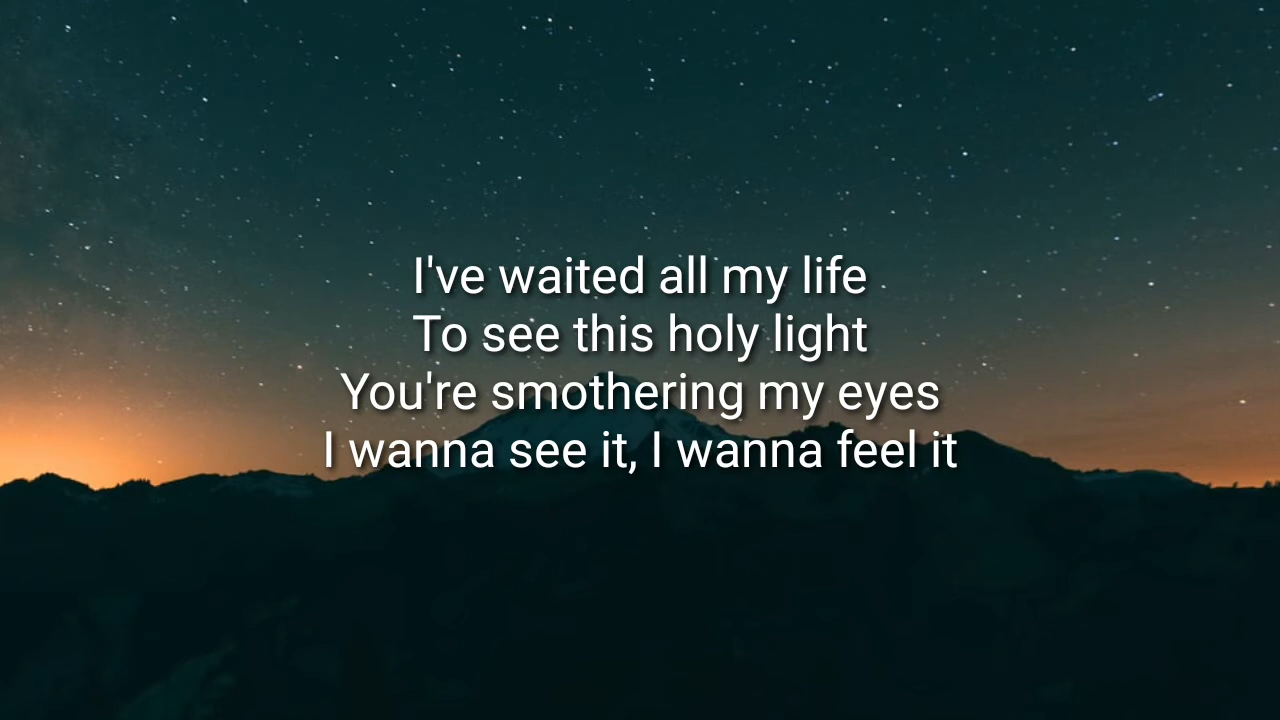 I've waited all my life
To see this holy light
You're smothering my eyes
I wanna see it, I wanna feel it